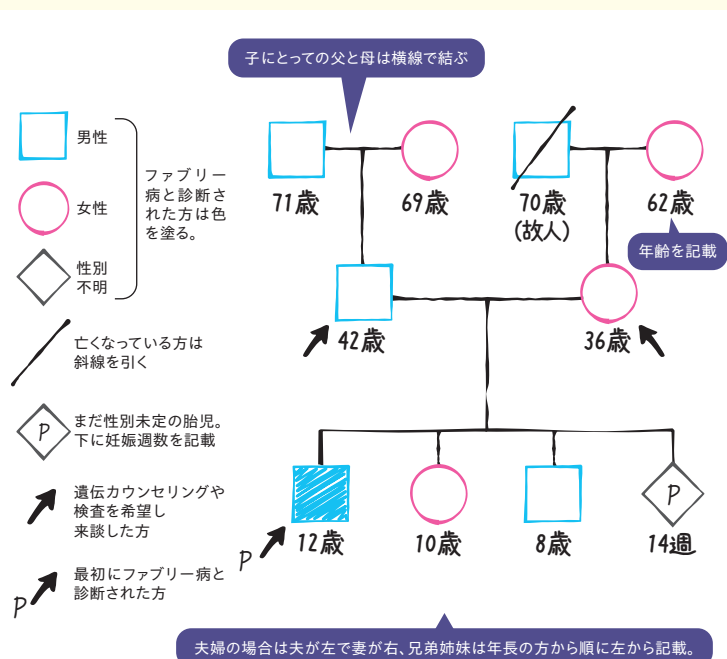 子にとっての父と母は横線で結ぶ
男性
女性
性別
不明
ファブリー
病と診断さ
れた方は色
を塗る。
亡くなっている方は
斜線を引く
P
まだ性別未定の胎児。
下に妊娠週数を記載
遺伝カウンセリングや
検査を希望し
来談した方
P
最初にファブリー病と
診断された方
71歳
69歳
70歳
(故人)
62歳
年齢を記載
42歳
36歳
P
P
12歳
10歳
8歳
14週
夫婦の場合は夫が左で妻が右、兄弟姉妹は年長の方から順に左から記載。